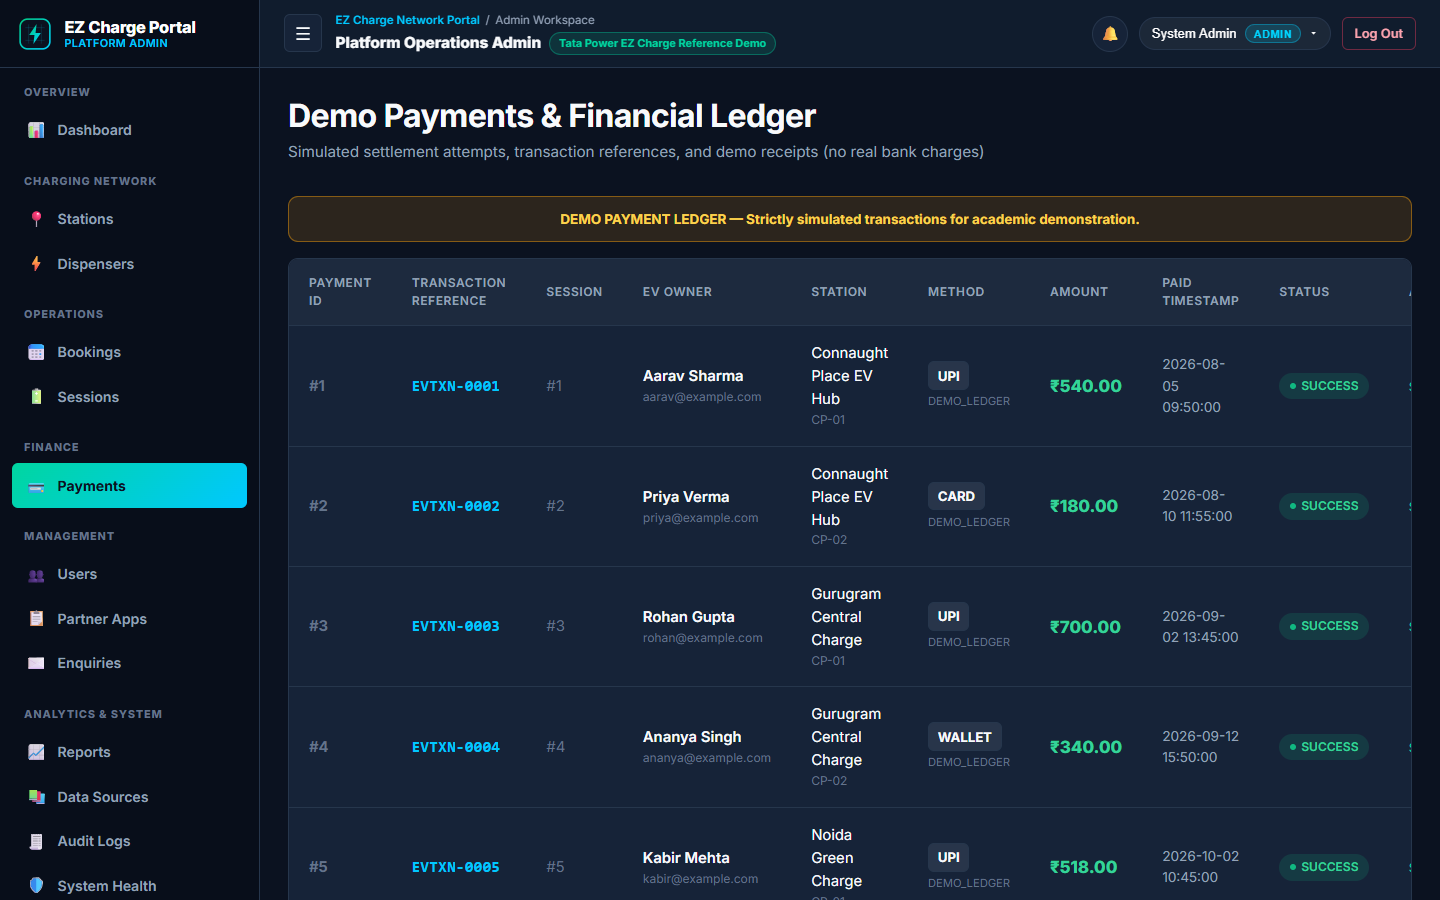 EZ Charge Portal
PLATFORM ADMIN
OVERVIEW
Dashboard
CHARGING NETWORK
Stations
Dispensers
OPERATIONS
Bookings
Sessions
FINANCE
Payments
MANAGEMENT
Users
Partner Apps
Enquiries
ANALYTICS & SYSTEM
Reports
Data Sources
Audit Logs
System Health
EZ Charge Network Portal / Admin Workspace
Platform Operations Admin Tata Power EZ Charge Reference Demo
System Admin ADMIN
Log Out
Demo Payments & Financial Ledger
Simulated settlement attempts, transaction references, and demo receipts (no real bank charges)
DEMO PAYMENT LEDGER — Strictly simulated transactions for academic demonstration.
PAYMENT ID TRANSACTION REFERENCE SESSION EV OWNER STATION METHOD AMOUNT PAID TIMESTAMP STATUS
#1 EVTXN-0001 #1 Aarav Sharma aarav@example.com Connaught Place EV Hub CP-01 UPI DEMO_LEDGER ₹540.00 2026-08-05 09:50:00 SUCCESS
#2 EVTXN-0002 #2 Priya Verma priya@example.com Connaught Place EV Hub CP-02 CARD DEMO_LEDGER ₹180.00 2026-08-10 11:55:00 SUCCESS
#3 EVTXN-0003 #3 Rohan Gupta rohan@example.com Gurugram Central Charge CP-01 UPI DEMO_LEDGER ₹700.00 2026-09-02 13:45:00 SUCCESS
#4 EVTXN-0004 #4 Ananya Singh ananya@example.com Gurugram Central Charge CP-02 WALLET DEMO_LEDGER ₹340.00 2026-09-12 15:50:00 SUCCESS
#5 EVTXN-0005 #5 Kabir Mehta kabir@example.com Noida Green Charge UPI DEMO_LEDGER ₹518.00 2026-10-02 10:45:00 SUCCESS